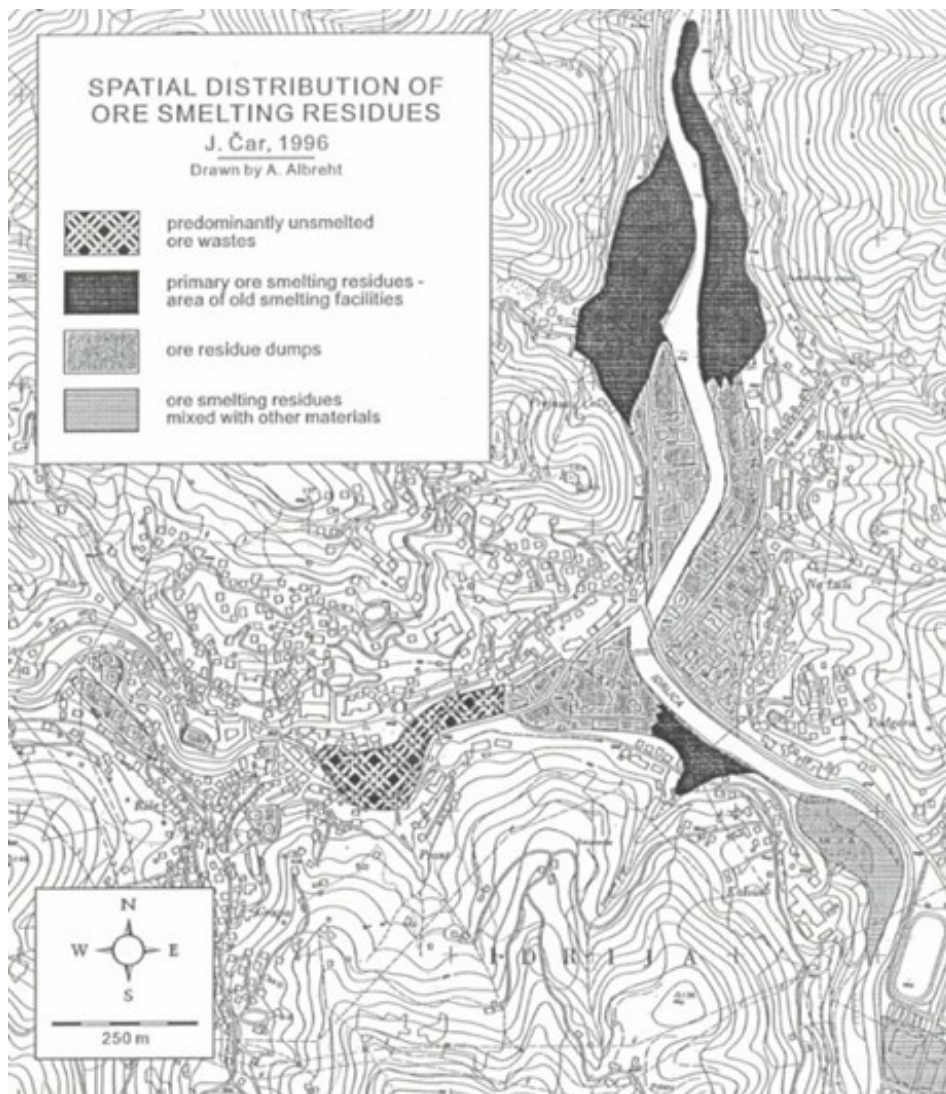 SPATIAL DISTRIBUTION OF
ORE SMELTING RESIDUES
J. Čar, 1996
Drawn by A. Albreht
predominantly unsmelted
ore wastes
primary ore smelting residues -
area of old smelting facilities
ore residue dumps
ore smelting residues
mixed with other materials
IDRIJCA
IDRIJA
N
W
E
S
250 m